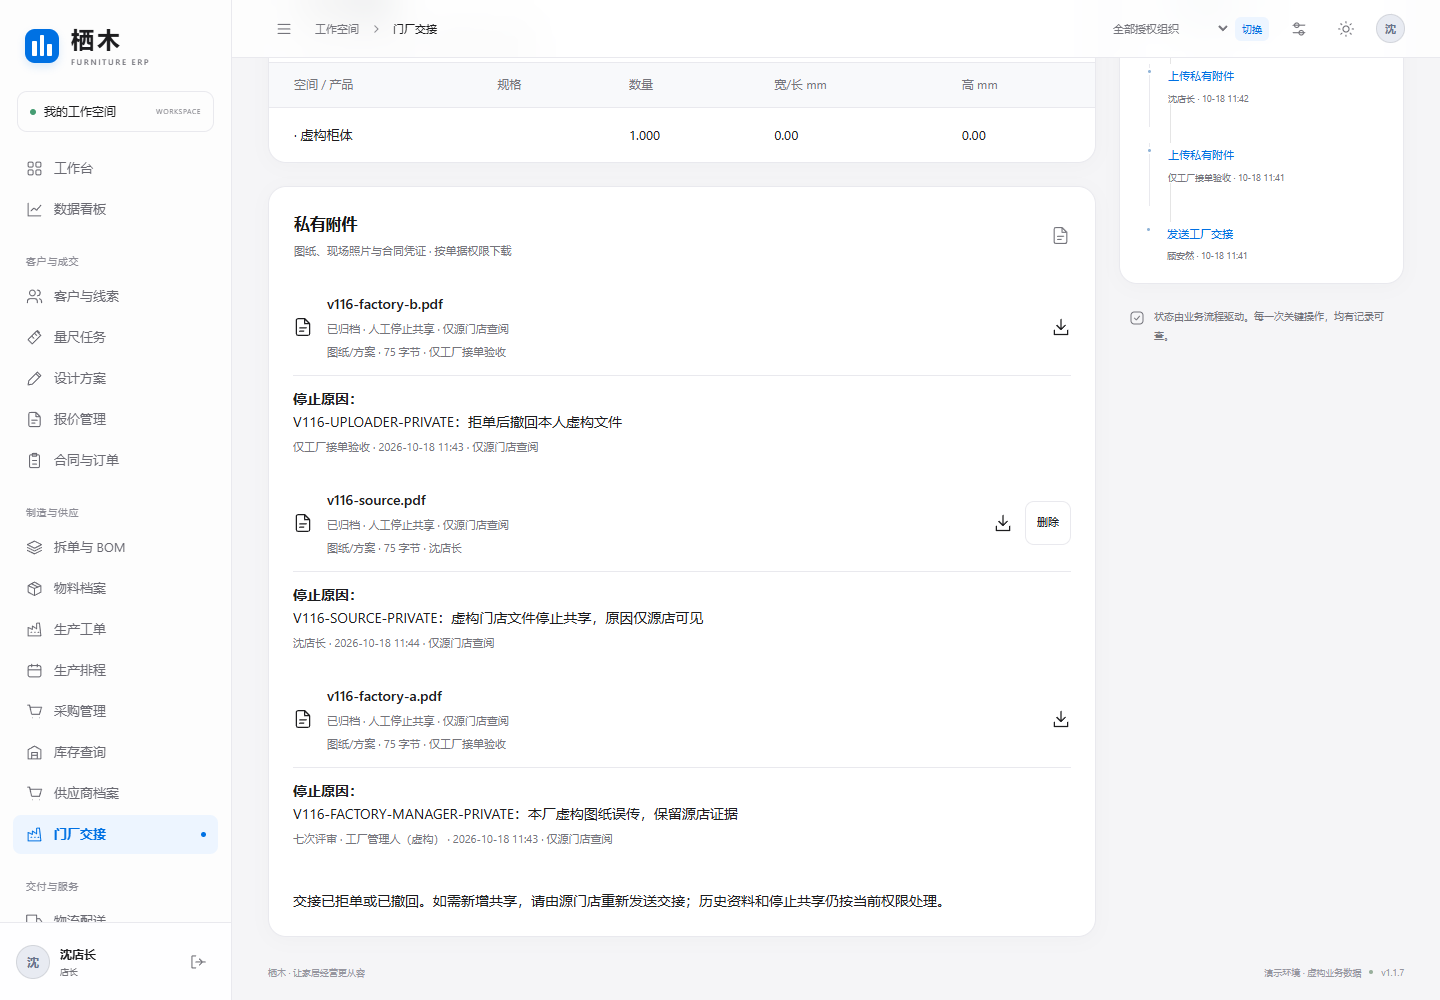 栖木
FURNITURE ERP
我的工作空间 WORKSPACE
工作台
数据看板
客户与成交
客户与线索
量尺任务
设计方案
报价管理
合同与订单
制造与供应
拆单与 BOM
物料档案
生产工单
生产排程
采购管理
库存查询
供应商档案
门厂交接
交付与服务
物流配送
沈 沈店长
店长
工作空间 > 门厂交接
全部授权组织 切换 沈
空间 / 产品 规格 数量 宽/长 mm 高 mm
· 虚构柜体 1.000 0.00 0.00
私有附件
图纸、现场照片与合同凭证 · 按单据权限下载
v116-factory-b.pdf
已归档 · 人工停止共享 · 仅源门店查阅
图纸/方案 · 75 字节 · 仅工厂接单验收
停止原因：
V116-UPLOADER-PRIVATE：拒单后撤回本人虚构文件
仅工厂接单验收 · 2026-10-18 11:43 · 仅源门店查阅
v116-source.pdf
已归档 · 人工停止共享 · 仅源门店查阅
图纸/方案 · 75 字节 · 沈店长
删除
停止原因：
V116-SOURCE-PRIVATE：虚构门店文件停止共享，原因仅源店可见
沈店长 · 2026-10-18 11:44 · 仅源门店查阅
v116-factory-a.pdf
已归档 · 人工停止共享 · 仅源门店查阅
图纸/方案 · 75 字节 · 仅工厂接单验收
停止原因：
V116-FACTORY-MANAGER-PRIVATE：本厂虚构图纸误传，保留源店证据
七次评审 · 工厂管理人（虚构） · 2026-10-18 11:43 · 仅源门店查阅
交接已拒单或已撤回。如需新增共享，请由源门店重新发送交接；历史资料和停止共享仍按当前权限处理。
上传私有附件
沈店长 · 10-18 11:42
上传私有附件
仅工厂接单验收 · 10-18 11:41
发送工厂交接
顾安然 · 10-18 11:41
状态由业务流程驱动。每一次关键操作，均有记录可
查。
栖木 · 让家居经营更从容
演示环境 · 虚构业务数据 • v1.1.7